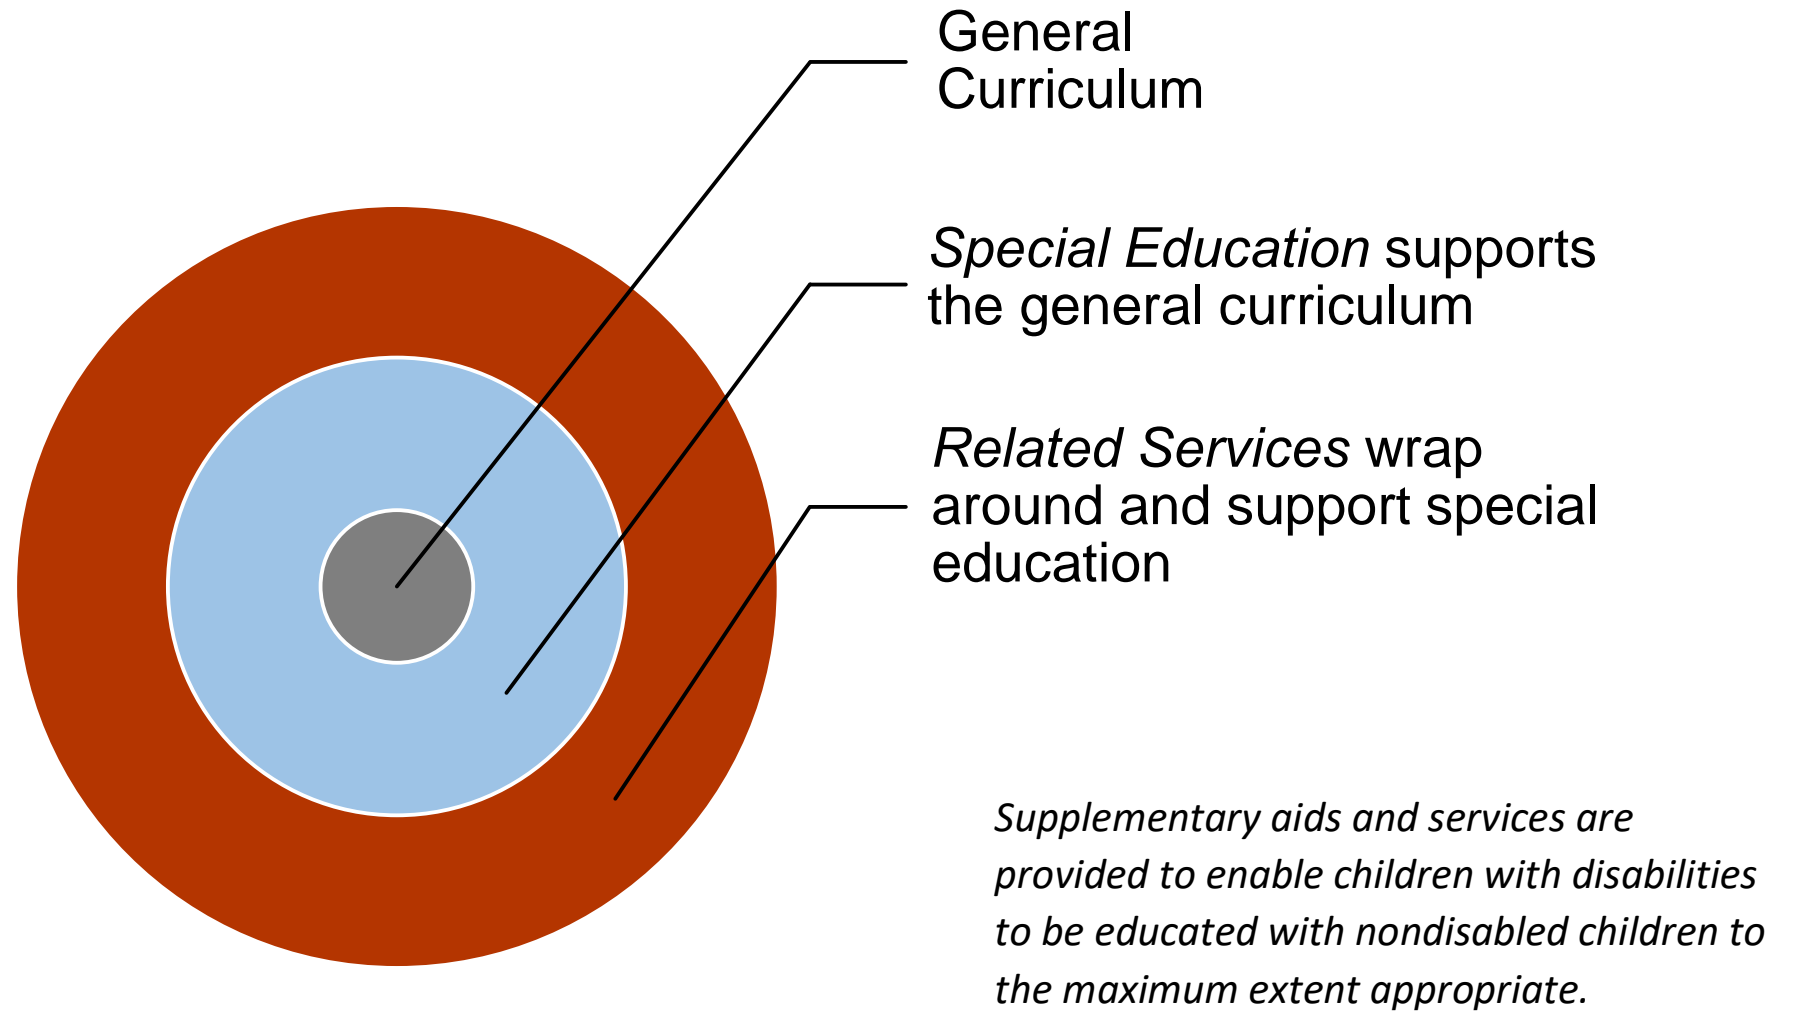 General
Curriculum
Special Education supports
the general curriculum
Related Services wrap
around and support special
education
Supplementary aids and services are
provided to enable children with disabilities
to be educated with nondisabled children to
the maximum extent appropriate.